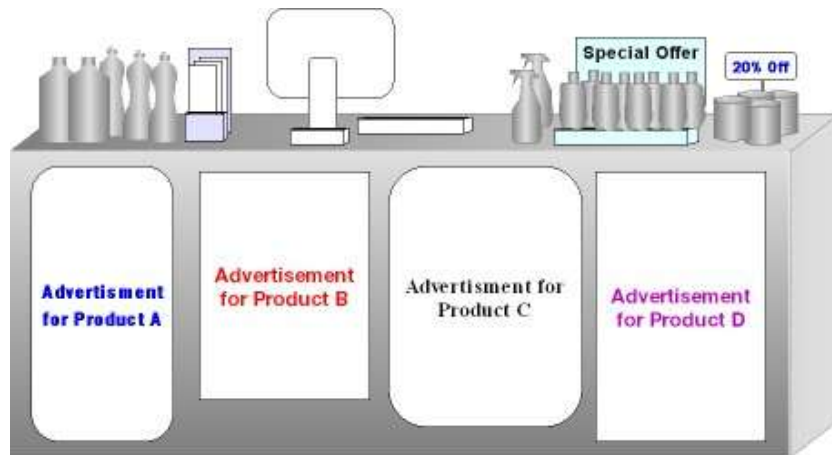 Special Offer
20% Off
Advertisment
for Product A
Advertisement
for Product B
Advertisment for
Product C
Advertisement
for Product D